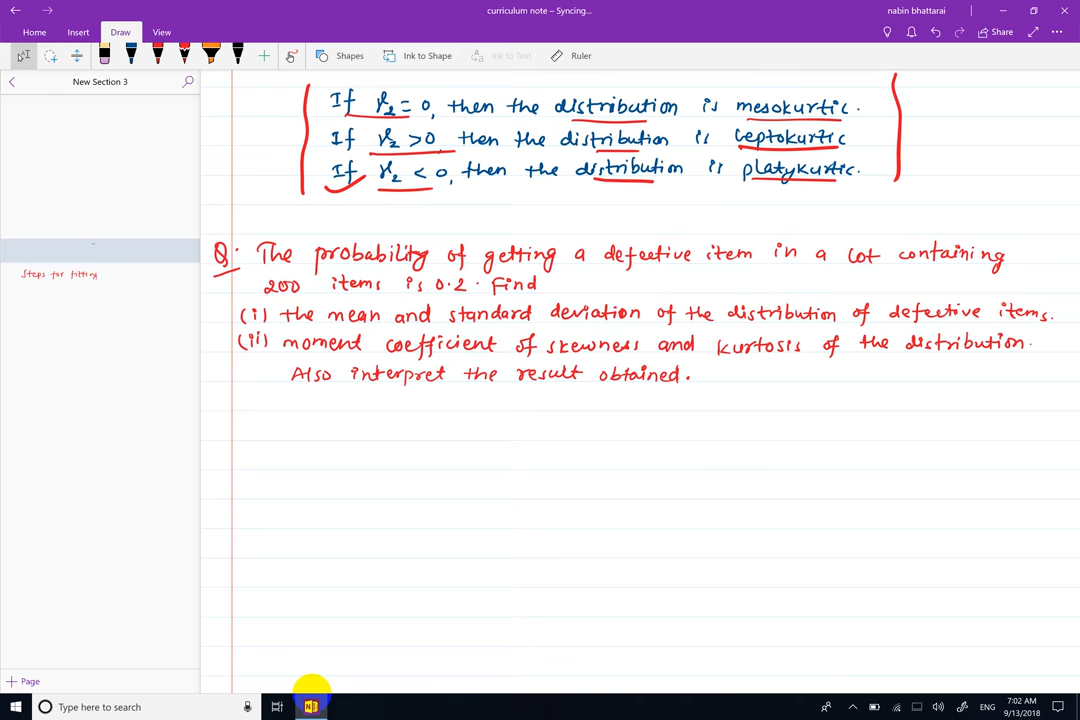 curriculum note - Syncing...
nabin bhattarai
Home Insert Draw View
Share
Shapes Ink to Shape Ink to Text Ruler
New Section 3
If γ₂ = 0, then the distribution is mesokurtic.
If γ₂ > 0 then the distribution is leptokurtic
If γ₂ < 0, then the distribution is platykurtic.
Q: The probability of getting a defective item in a lot containing
Steps for fitting
200 items is 0.2. Find
(i) the mean and standard deviation of the distribution of defective items.
(ii) moment coefficient of skewness and kurtosis of the distribution.
Also interpret the result obtained.
+ Page
Type here to search
ENG
7:02 AM
9/13/2018